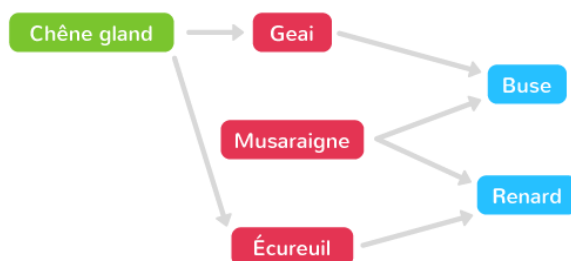 Chêne gland
Geai
Buse
Musaraigne
Renard
Écureuil